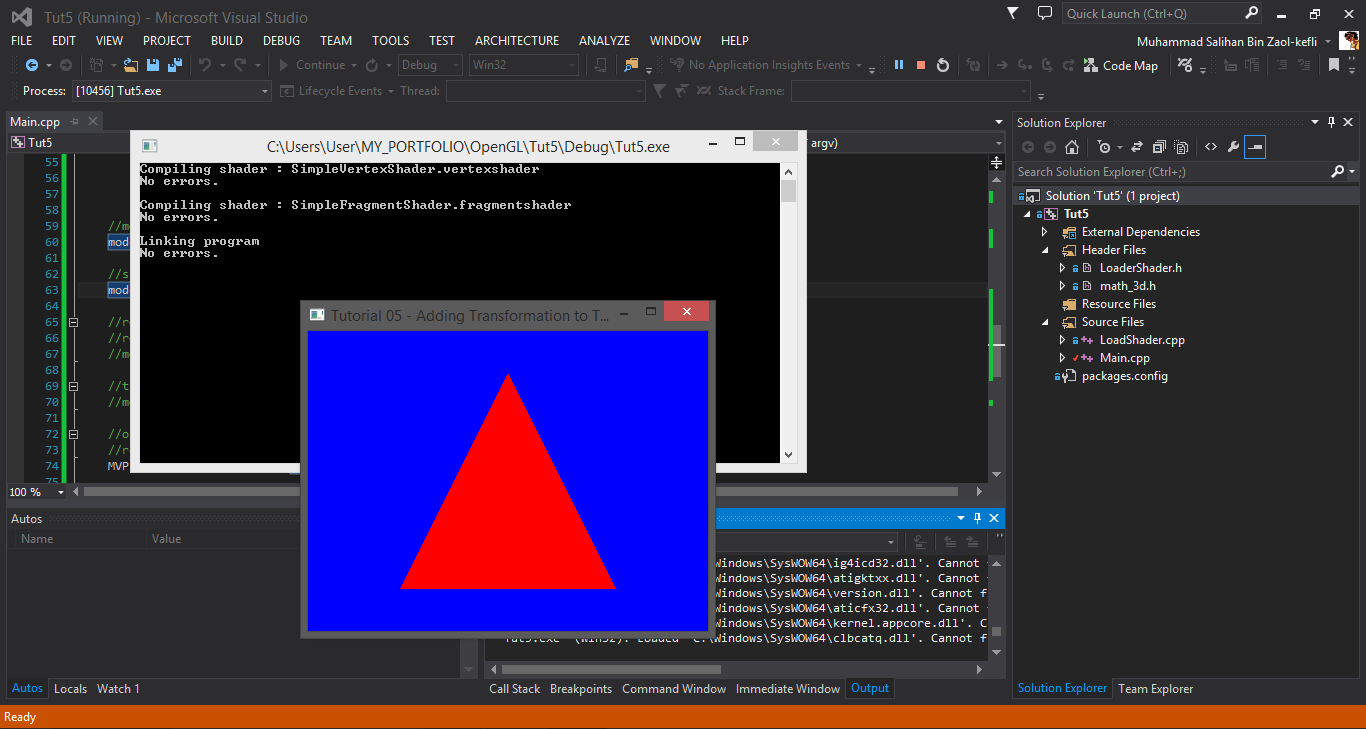 Tut5 (Running) - Microsoft Visual Studio
Quick Launch (Ctrl+Q)
FILE EDIT VIEW PROJECT BUILD DEBUG TEAM TOOLS TEST ARCHITECTURE ANALYZE WINDOW HELP
Muhammad Salihan Bin Zaol-kefli
Continue Debug Win32 No Application Insights Events Code Map
Process: [10456] Tut5.exe Lifecycle Events Thread: Stack Frame:
Main.cpp
Tut5
argv)
C:\Users\User\MY_PORTFOLIO\OpenGL\Tut5\Debug\Tut5.exe
Compiling shader : SimpleVertexShader.vertexshader
No errors.
Compiling shader : SimpleFragmentShader.fragmentshader
No errors.
Linking program
No errors.
55
56
57
58
59 //m
60 mod
61
62 //s
63 mod
64
65 //r
66 //r
67 //m
68
69 //t
70 //m
71
72 //o
73 //r
74 MVP
75
100 %
Tutorial 05 - Adding Transformation to T...
Autos
Name Value
Windows\SysWOW64\ig4icd32.dll'. Cannot
Windows\SysWOW64\atigktxx.dll'. Cannot
Windows\SysWOW64\version.dll'. Cannot f
Windows\SysWOW64\aticfx32.dll'. Cannot
Windows\SysWOW64\kernel.appcore.dll'. C
'Tut5.exe' (Win32): Loaded 'C:\Windows\SysWOW64\clbcatq.dll'. Cannot f
Autos Locals Watch 1
Call Stack Breakpoints Command Window Immediate Window Output
Solution Explorer
Search Solution Explorer (Ctrl+;)
Solution 'Tut5' (1 project)
Tut5
External Dependencies
Header Files
LoaderShader.h
math_3d.h
Resource Files
Source Files
LoadShader.cpp
Main.cpp
packages.config
Solution Explorer Team Explorer
Ready